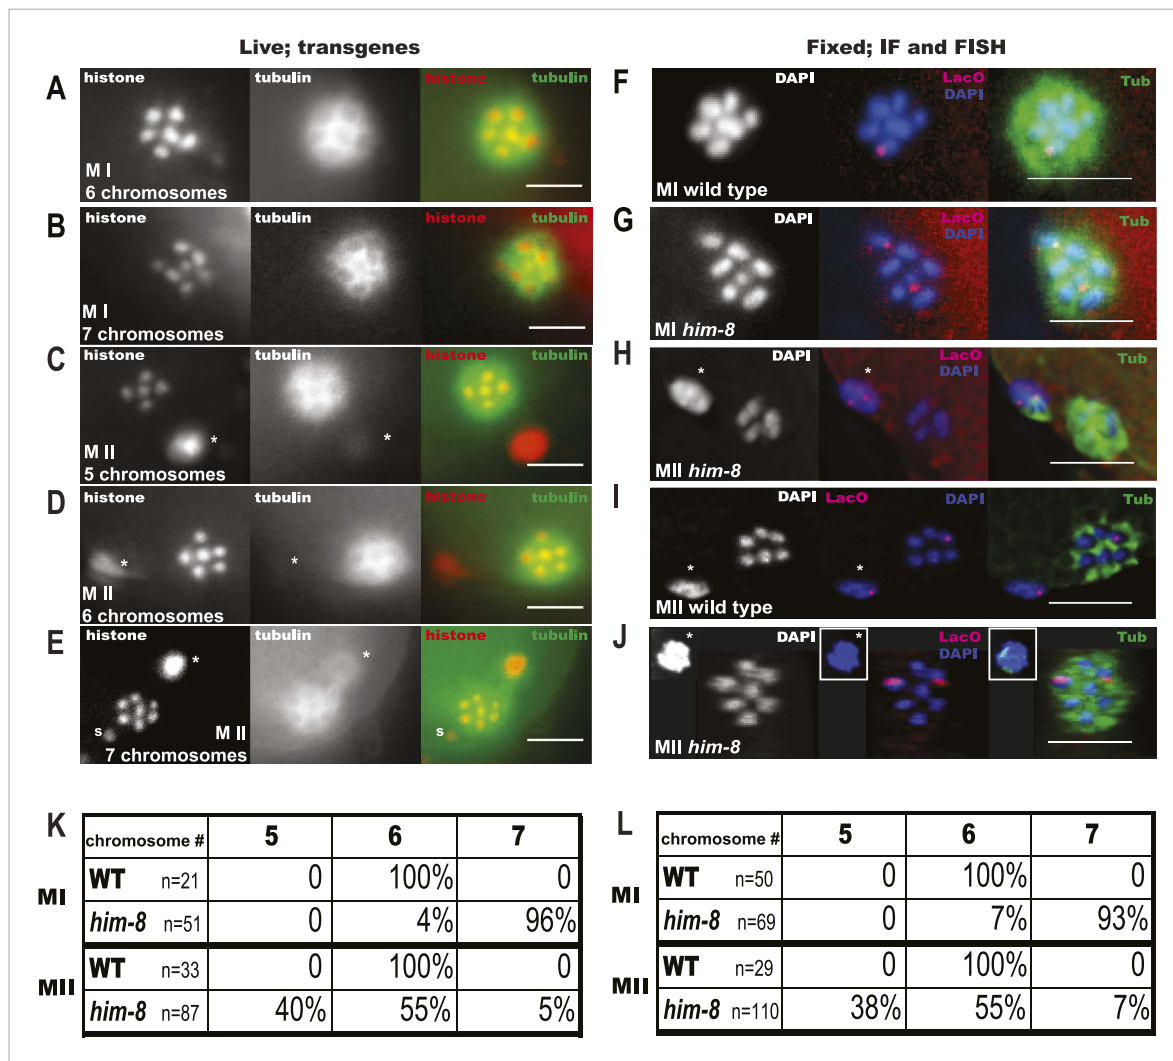 Live; transgenes
Fixed; IF and FISH
A
histone tubulin histone tubulin
M I
6 chromosomes
B
histone tubulin histone tubulin
M I
7 chromosomes
C
histone tubulin histone tubulin
* *
M II
5 chromosomes
D
histone tubulin histone tubulin
* *
M II
6 chromosomes
E
histone tubulin histone tubulin
* *
s s
M II
7 chromosomes
F
DAPI LacO Tub
DAPI
MI wild type
G
DAPI LacO Tub
DAPI
MI him-8
H
DAPI LacO Tub
* * DAPI
MII him-8
I
DAPI LacO DAPI Tub
* *
MII wild type
J
* DAPI * LacO Tub
DAPI
MII him-8
K
chromosome # 5 6 7
MI
WT n=21 0 100% 0
him-8 n=51 0 4% 96%
MII
WT n=33 0 100% 0
him-8 n=87 40% 55% 5%
L
chromosome # 5 6 7
MI
WT n=50 0 100% 0
him-8 n=69 0 7% 93%
MII
WT n=29 0 100% 0
him-8 n=110 38% 55% 7%